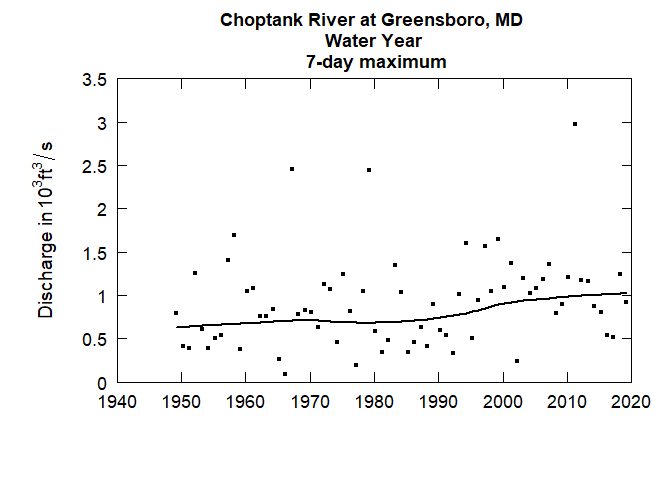 Choptank River at Greensboro, MD
Water Year
7-day maximum
Discharge in 10³ft³/s
3.5
3
2.5
2
1.5
1
0.5
0
1940 1950 1960 1970 1980 1990 2000 2010 2020